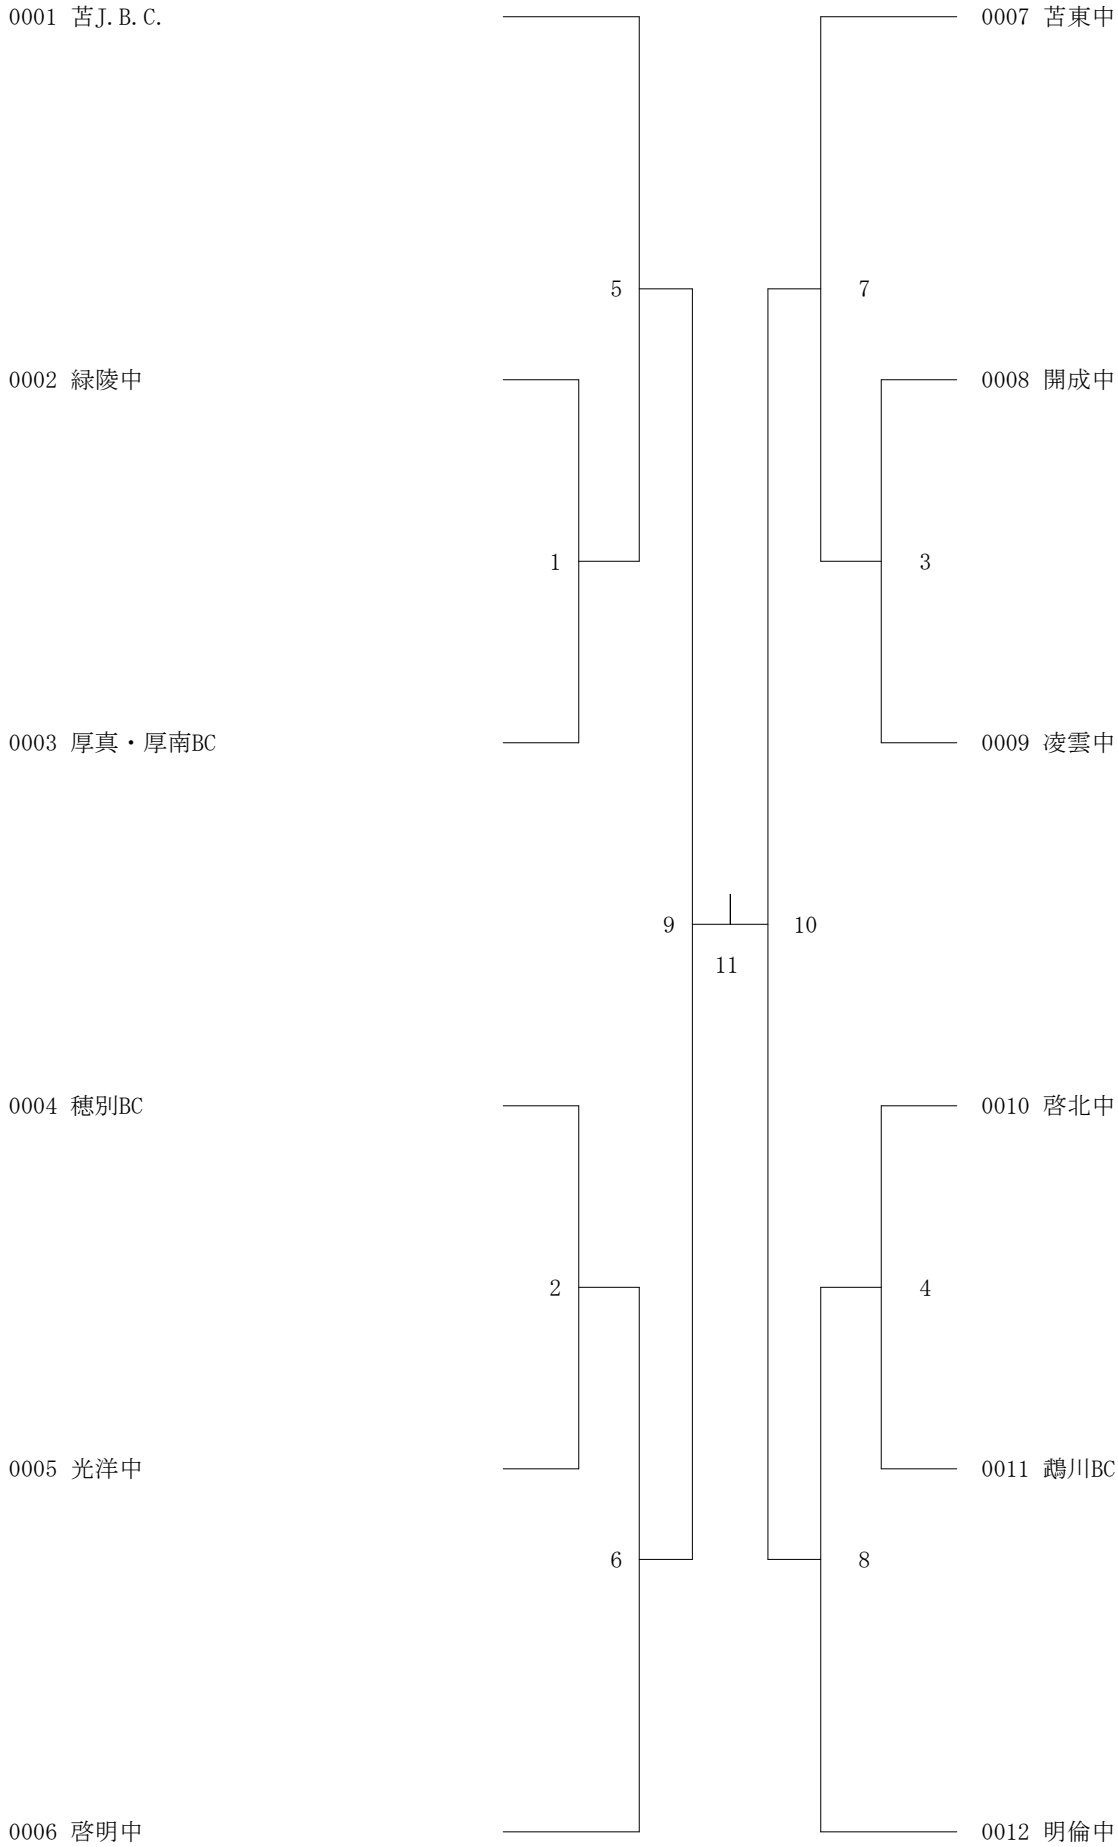 0001 苫J.B.C.
0007 苫東中
5
7
0002 緑陵中
0008 開成中
1
3
0003 厚真・厚南BC
0009 凌雲中
9
10
11
0004 穂別BC
0010 啓北中
2
4
0005 光洋中
0011 鵡川BC
6
8
0006 啓明中
0012 明倫中